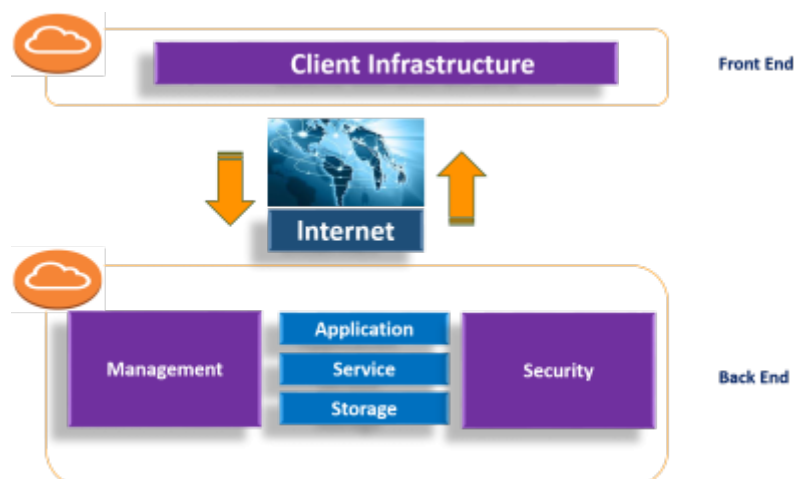 Client Infrastructure
Front End
Internet
Management
Application
Service
Storage
Security
Back End